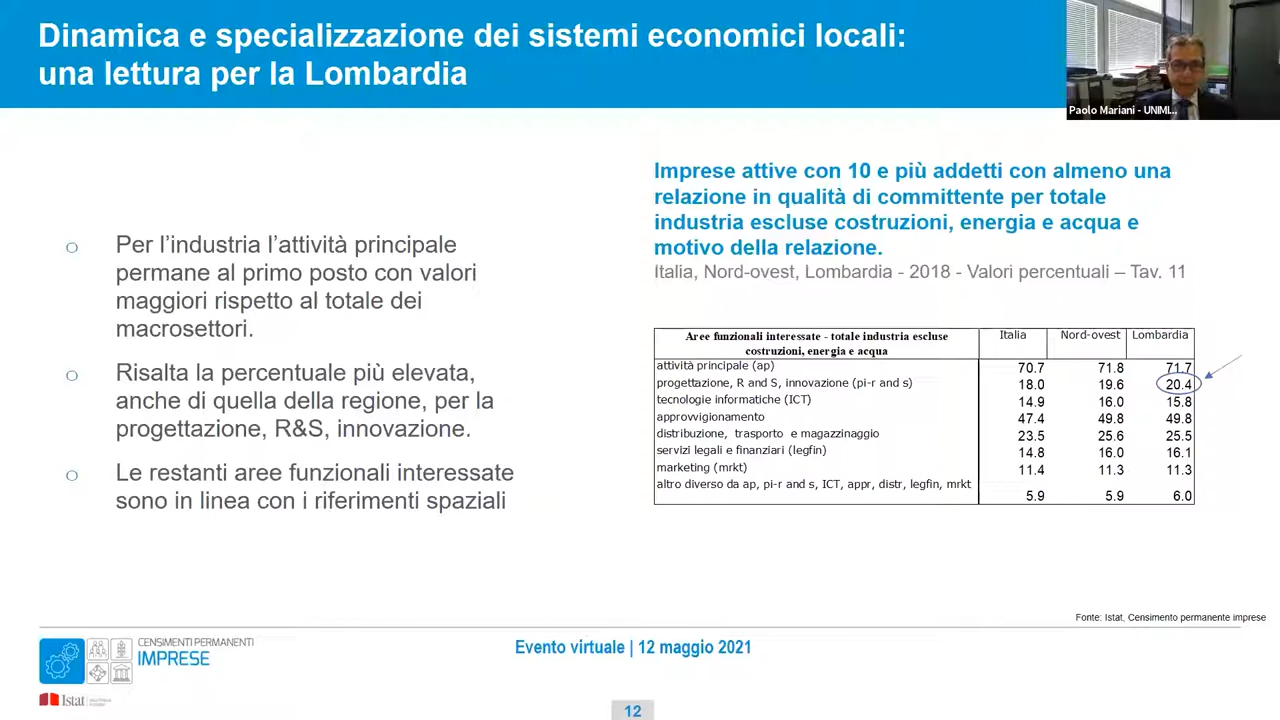 Dinamica e specializzazione dei sistemi economici locali:
una lettura per la Lombardia
Paolo Mariani - UNIMI...
Per l'industria l'attività principale
permane al primo posto con valori
maggiori rispetto al totale dei
macrosettori.
Risalta la percentuale più elevata,
anche di quella della regione, per la
progettazione, R&S, innovazione.
Le restanti aree funzionali interessate
sono in linea con i riferimenti spaziali
Imprese attive con 10 e più addetti con almeno una
relazione in qualità di committente per totale
industria escluse costruzioni, energia e acqua e
motivo della relazione.
Italia, Nord-ovest, Lombardia - 2018 - Valori percentuali – Tav. 11
Aree funzionali interessate - totale industria escluse
costruzioni, energia e acqua
Italia Nord-ovest Lombardia
attività principale (ap) 70.7 71.8 71.7
progettazione, R and S, innovazione (pi-r and s) 18.0 19.6 20.4
tecnologie informatiche (ICT) 14.9 16.0 15.8
approvvigionamento 47.4 49.8 49.8
distribuzione, trasporto e magazzinaggio 23.5 25.6 25.5
servizi legali e finanziari (legfin) 14.8 16.0 16.1
marketing (mrkt) 11.4 11.3 11.3
altro diverso da ap, pi-r and s, ICT, appr, distr, legfin, mrkt
5.9 5.9 6.0
Fonte: Istat, Censimento permanente imprese
CENSIMENTI PERMANENTI
IMPRESE
Evento virtuale | 12 maggio 2021
Istat
12